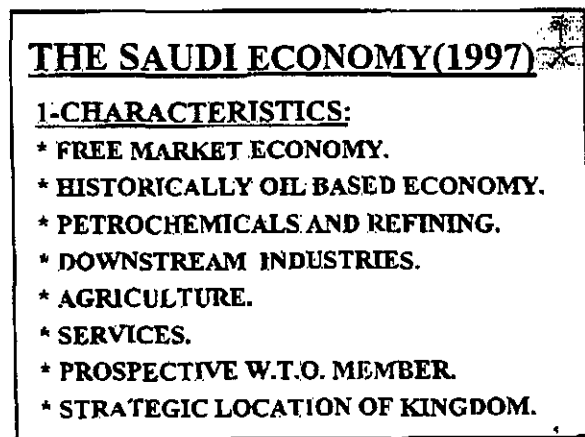 THE SAUDI ECONOMY(1997)
1-CHARACTERISTICS:
* FREE MARKET ECONOMY.
* HISTORICALLY OIL BASED ECONOMY.
* PETROCHEMICALS AND REFINING.
* DOWNSTREAM INDUSTRIES.
* AGRICULTURE.
* SERVICES.
* PROSPECTIVE W.T.O. MEMBER.
* STRATEGIC LOCATION OF KINGDOM.